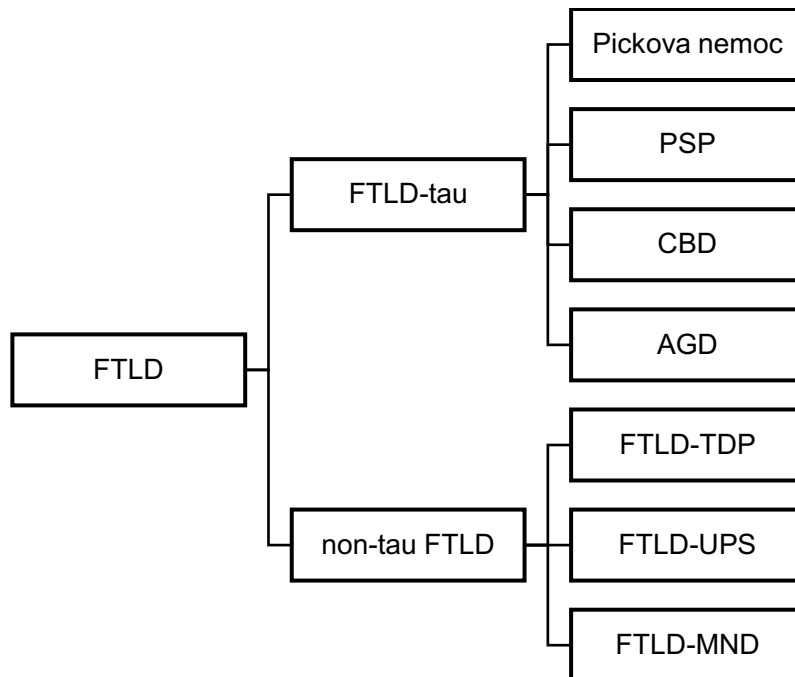 Pickova nemoc
PSP
FTLD-tau
CBD
AGD
FTLD
FTLD-TDP
non-tau FTLD
FTLD-UPS
FTLD-MND